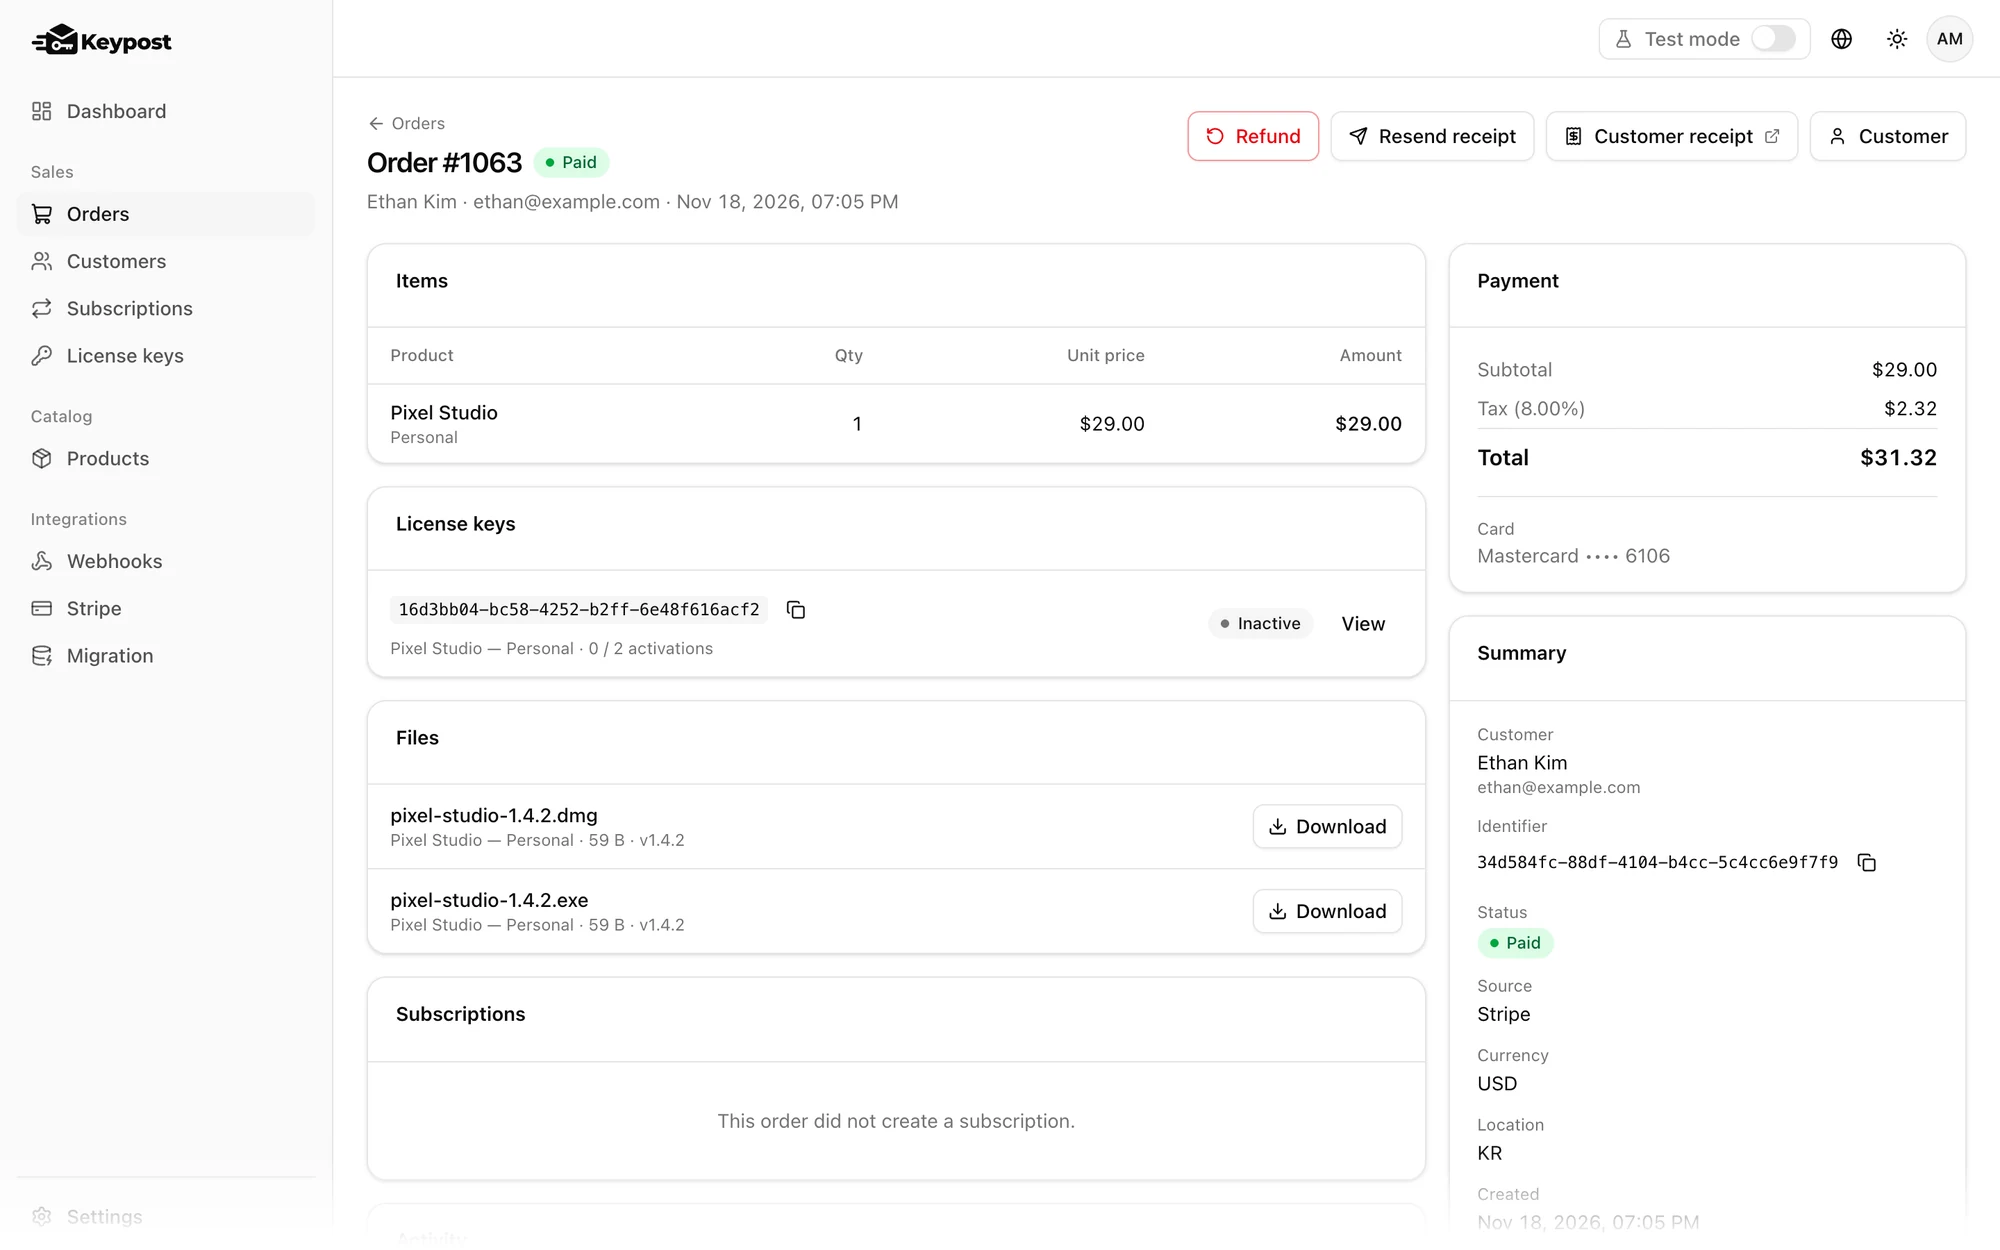 Keypost
Test mode
AM
Dashboard
Sales
Orders
Customers
Subscriptions
License keys
Catalog
Products
Integrations
Webhooks
Stripe
Migration
Settings
Orders
Order #1063 Paid
Ethan Kim · ethan@example.com · Nov 18, 2026, 07:05 PM
Refund Resend receipt Customer receipt Customer
Items
Product Qty Unit price Amount
Pixel Studio 1 $29.00 $29.00
Personal
License keys
16d3bb04-bc58-4252-b2ff-6e48f616acf2
Inactive View
Pixel Studio — Personal · 0 / 2 activations
Files
pixel-studio-1.4.2.dmg
Pixel Studio — Personal · 59 B · v1.4.2
Download
pixel-studio-1.4.2.exe
Pixel Studio — Personal · 59 B · v1.4.2
Download
Subscriptions
This order did not create a subscription.
Activity
Payment
Subtotal $29.00
Tax (8.00%) $2.32
Total $31.32
Card
Mastercard •••• 6106
Summary
Customer
Ethan Kim
ethan@example.com
Identifier
34d584fc-88df-4104-b4cc-5c4cc6e9f7f9
Status
Paid
Source
Stripe
Currency
USD
Location
KR
Created
Nov 18, 2026, 07:05 PM